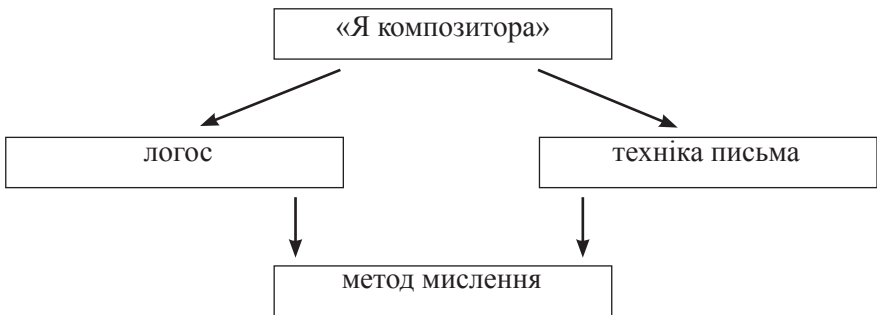 «Я композитора»
логос
техніка письма
метод мислення